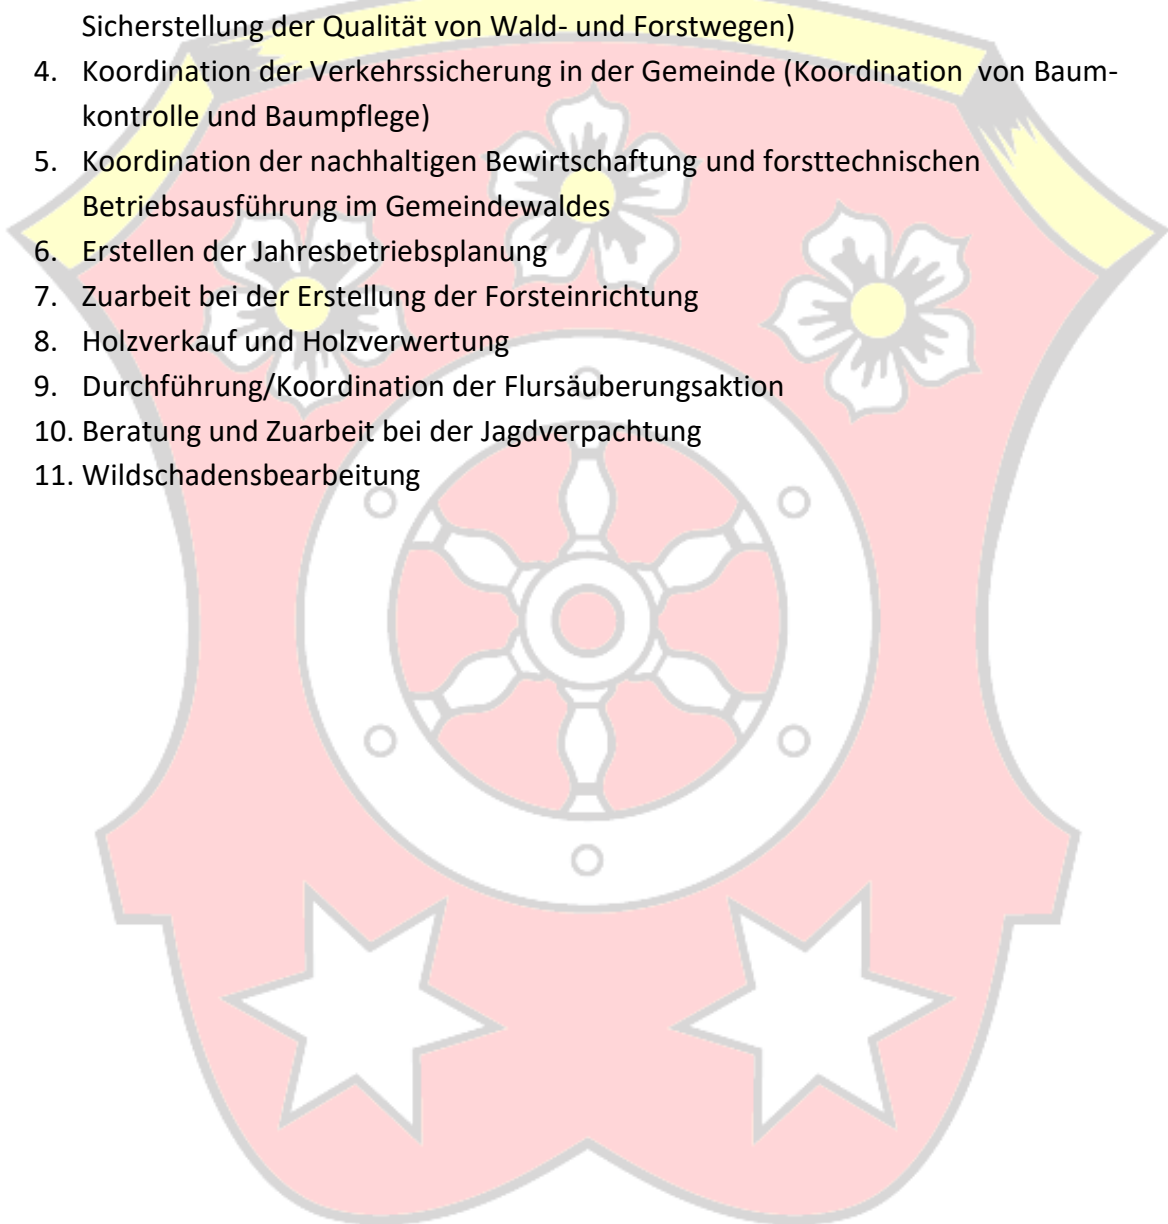 Sicherstellung der Qualität von Wald- und Forstwegen)
4. Koordination der Verkehrssicherung in der Gemeinde (Koordination  von Baum-
kontrolle und Baumpflege)
5. Koordination der nachhaltigen Bewirtschaftung und forsttechnischen
Betriebsausführung im Gemeindewaldes
6. Erstellen der Jahresbetriebsplanung
7. Zuarbeit bei der Erstellung der Forsteinrichtung
8. Holzverkauf und Holzverwertung
9. Durchführung/Koordination der Flursäuberungsaktion
10. Beratung und Zuarbeit bei der Jagdverpachtung
11. Wildschadensbearbeitung